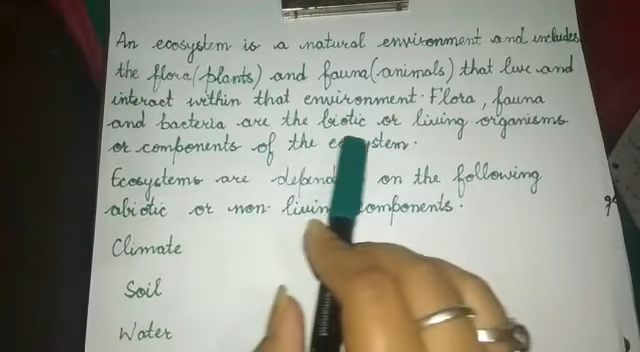 An ecosystem is a natural environment and includes
the flora (plants) and fauna (animals) that live and
interact within that environment. Flora, fauna
and bacteria are the biotic or living organisms
or components of the
Ecosystems are on the following
abiotic or non-living components.
Climate
Soil
Water